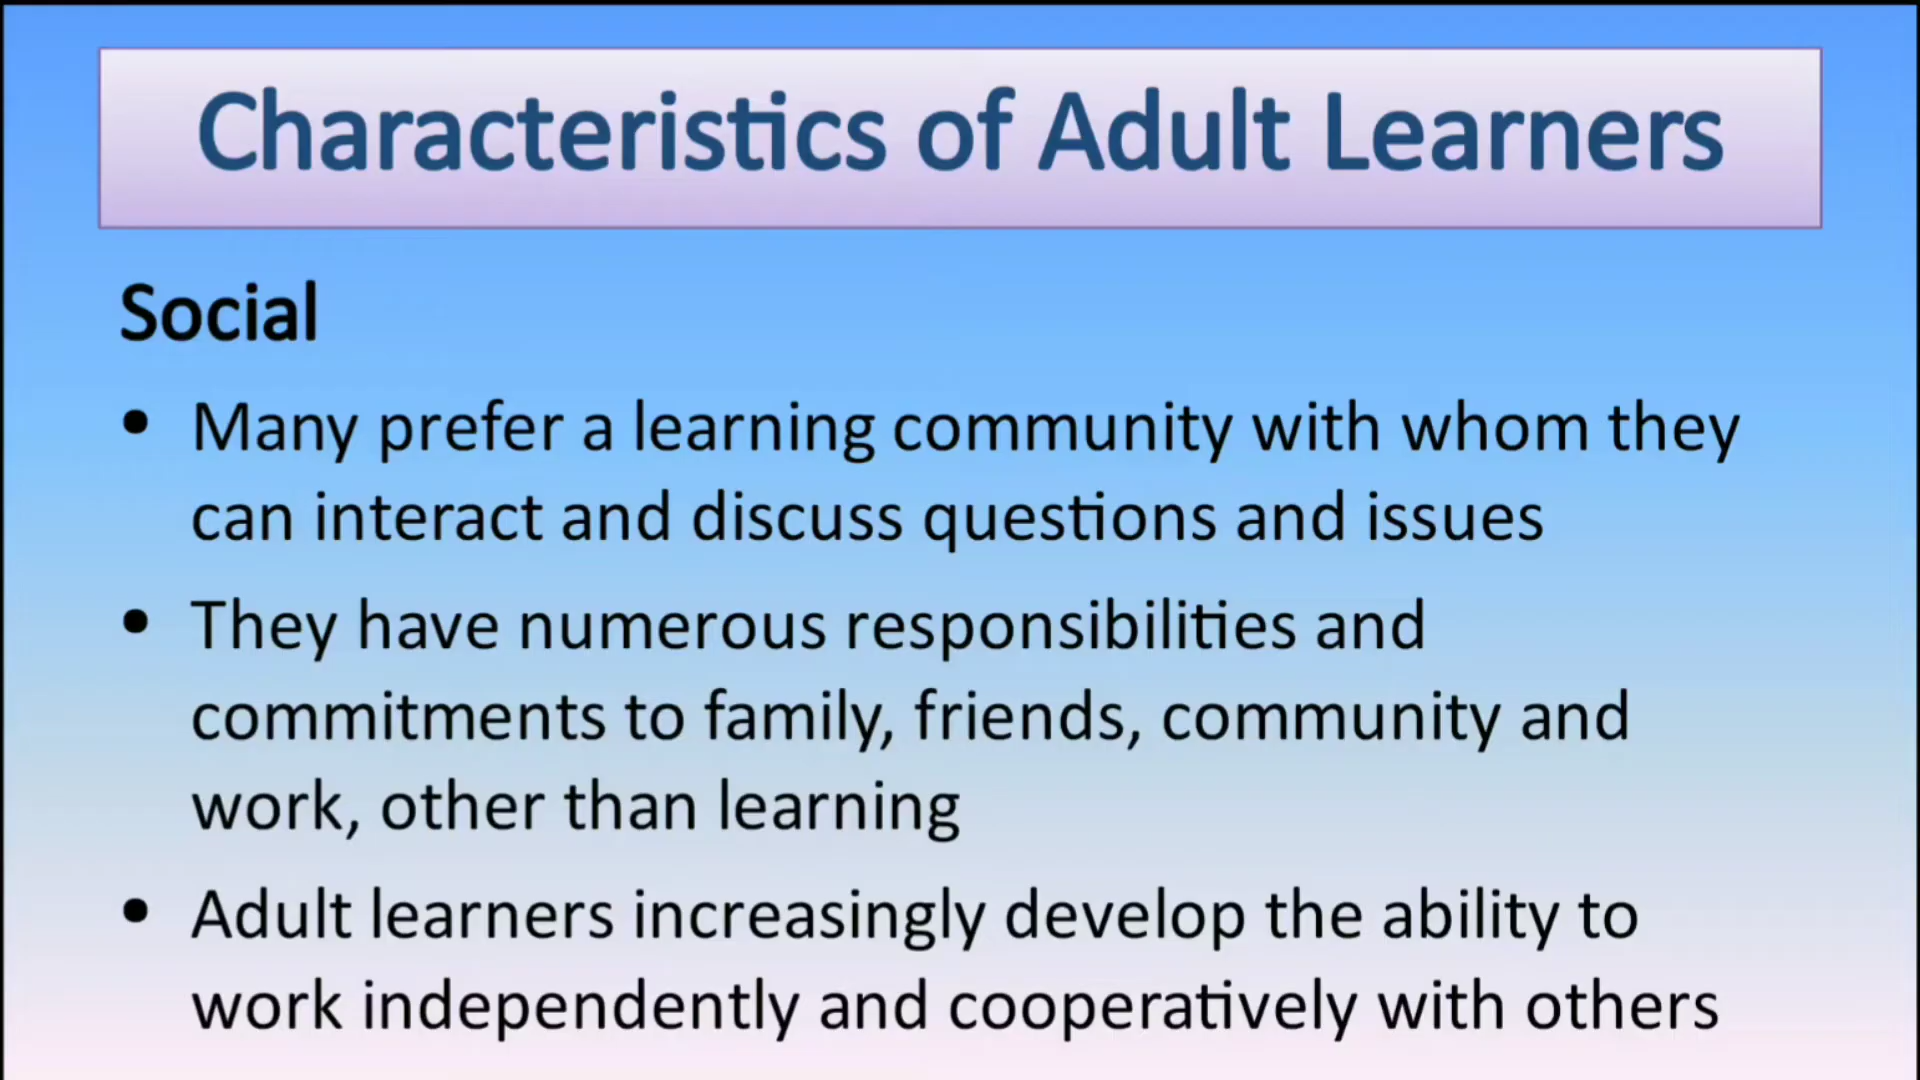 Characteristics of Adult Learners
Social
• Many prefer a learning community with whom they
can interact and discuss questions and issues
• They have numerous responsibilities and
commitments to family, friends, community and
work, other than learning
• Adult learners increasingly develop the ability to
work independently and cooperatively with others